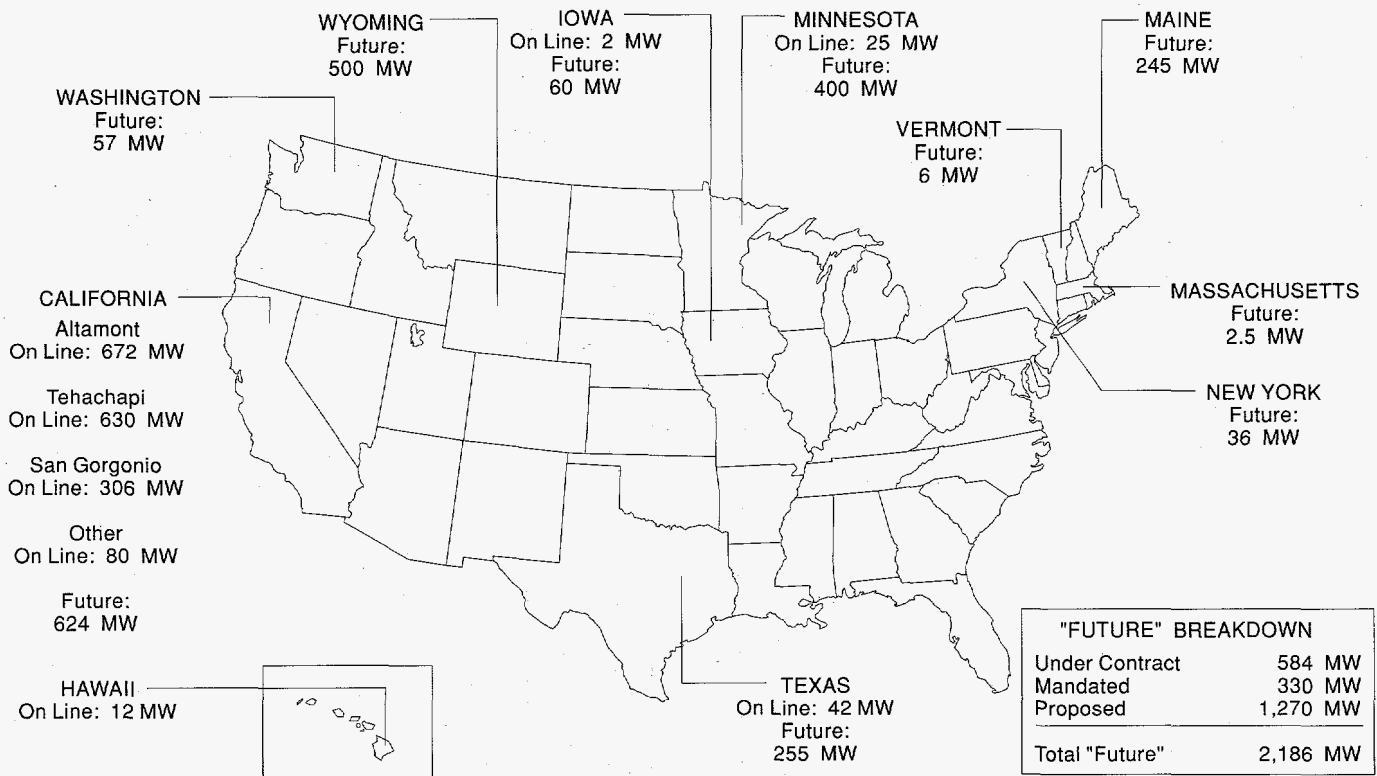 WYOMING
Future:
500 MW
IOWA
On Line: 2 MW
Future:
60 MW
MINNESOTA
On Line: 25 MW
Future:
400 MW
MAINE
Future:
245 MW
WASHINGTON
Future:
57 MW
VERMONT
Future:
6 MW
CALIFORNIA
Altamont
On Line: 672 MW
Tehachapi
On Line: 630 MW
San Gorgonio
On Line: 306 MW
Other
On Line: 80 MW
Future:
624 MW
MASSACHUSETTS
Future:
2.5 MW
NEW YORK
Future:
36 MW
HAWAII
On Line: 12 MW
TEXAS
On Line: 42 MW
Future:
255 MW
"FUTURE" BREAKDOWN
Under Contract 584 MW
Mandated 330 MW
Proposed 1,270 MW
Total "Future" 2,186 MW